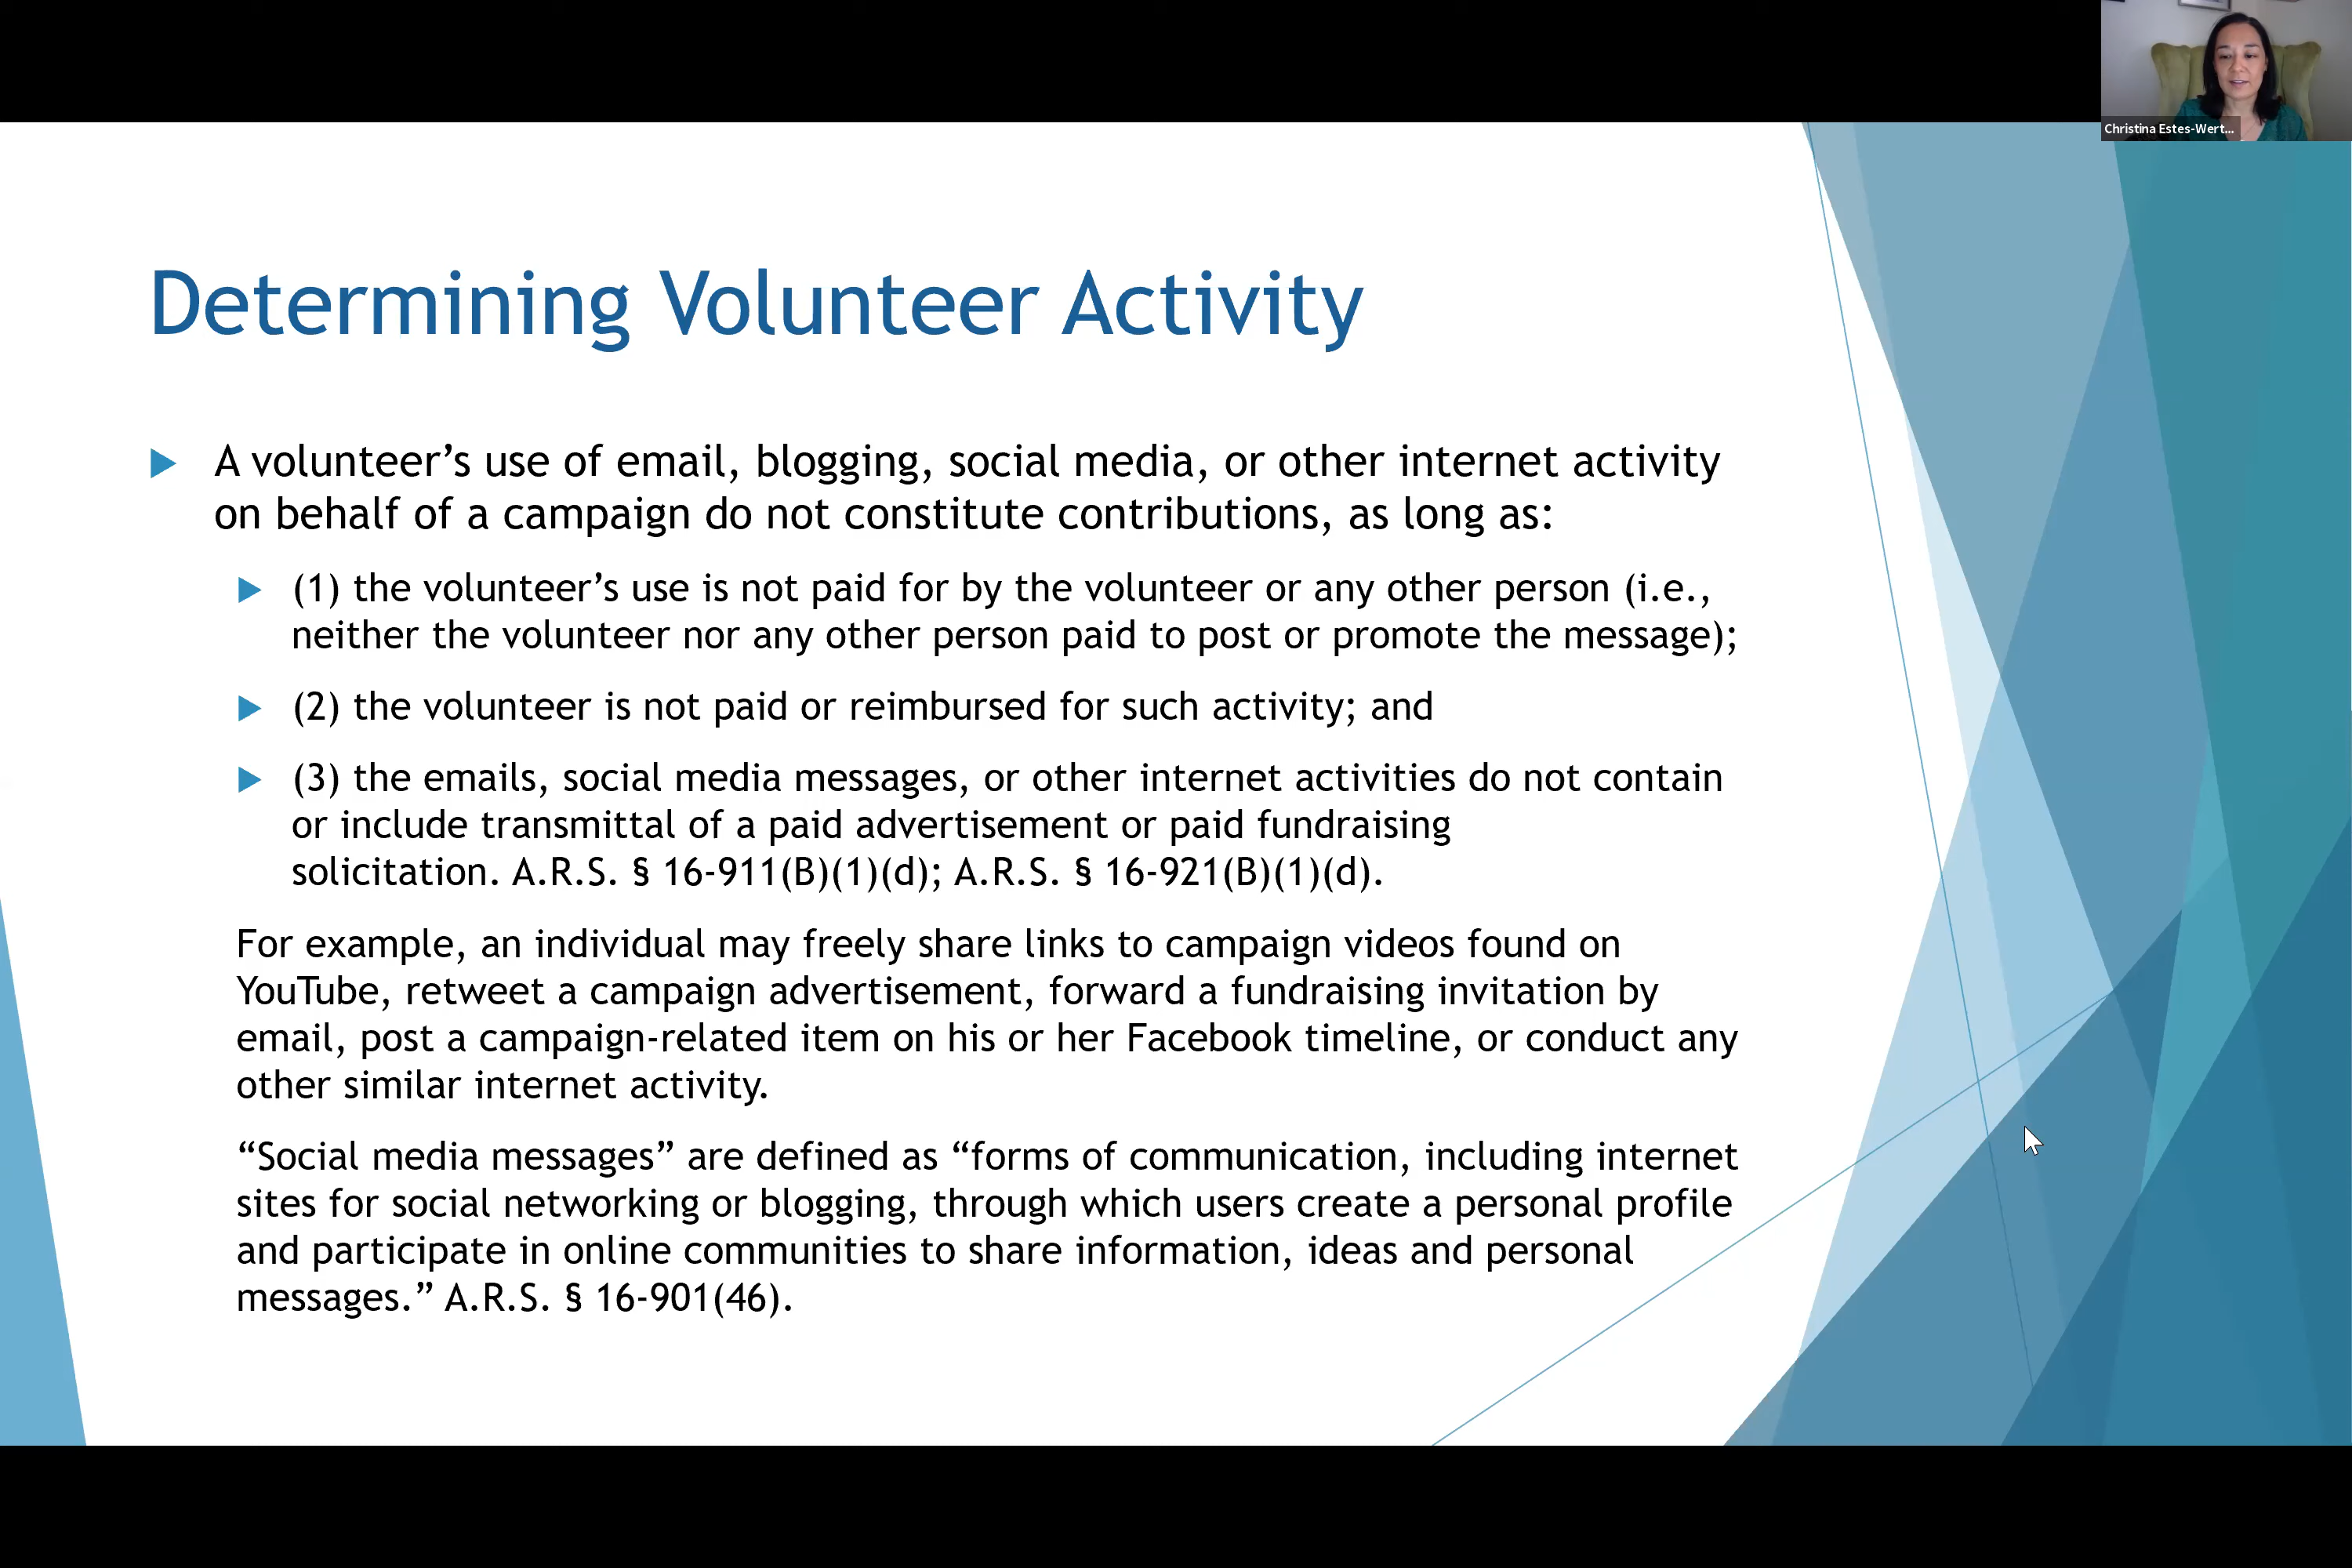 Christina Estes-Wert...
Determining Volunteer Activity
A volunteer’s use of email, blogging, social media, or other internet activity
on behalf of a campaign do not constitute contributions, as long as:
(1) the volunteer’s use is not paid for by the volunteer or any other person (i.e.,
neither the volunteer nor any other person paid to post or promote the message);
(2) the volunteer is not paid or reimbursed for such activity; and
(3) the emails, social media messages, or other internet activities do not contain
or include transmittal of a paid advertisement or paid fundraising
solicitation. A.R.S. § 16-911(B)(1)(d); A.R.S. § 16-921(B)(1)(d).
For example, an individual may freely share links to campaign videos found on
YouTube, retweet a campaign advertisement, forward a fundraising invitation by
email, post a campaign-related item on his or her Facebook timeline, or conduct any
other similar internet activity.
“Social media messages” are defined as “forms of communication, including internet
sites for social networking or blogging, through which users create a personal profile
and participate in online communities to share information, ideas and personal
messages.” A.R.S. § 16-901(46).